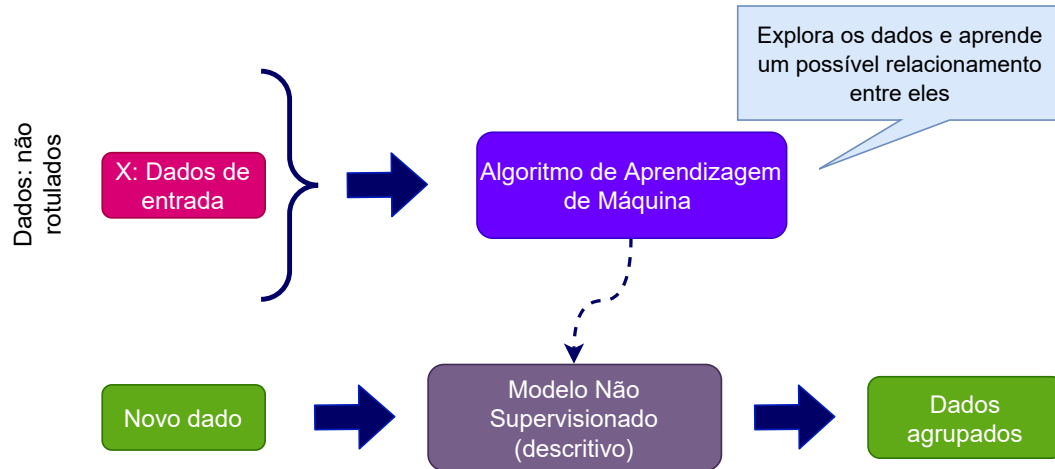 Explora os dados e aprende
um possível relacionamento
entre eles
Dados: não
rotulados
X: Dados de
entrada
Algoritmo de Aprendizagem
de Máquina
Novo dado
Modelo Não
Supervisionado
(descritivo)
Dados
agrupados